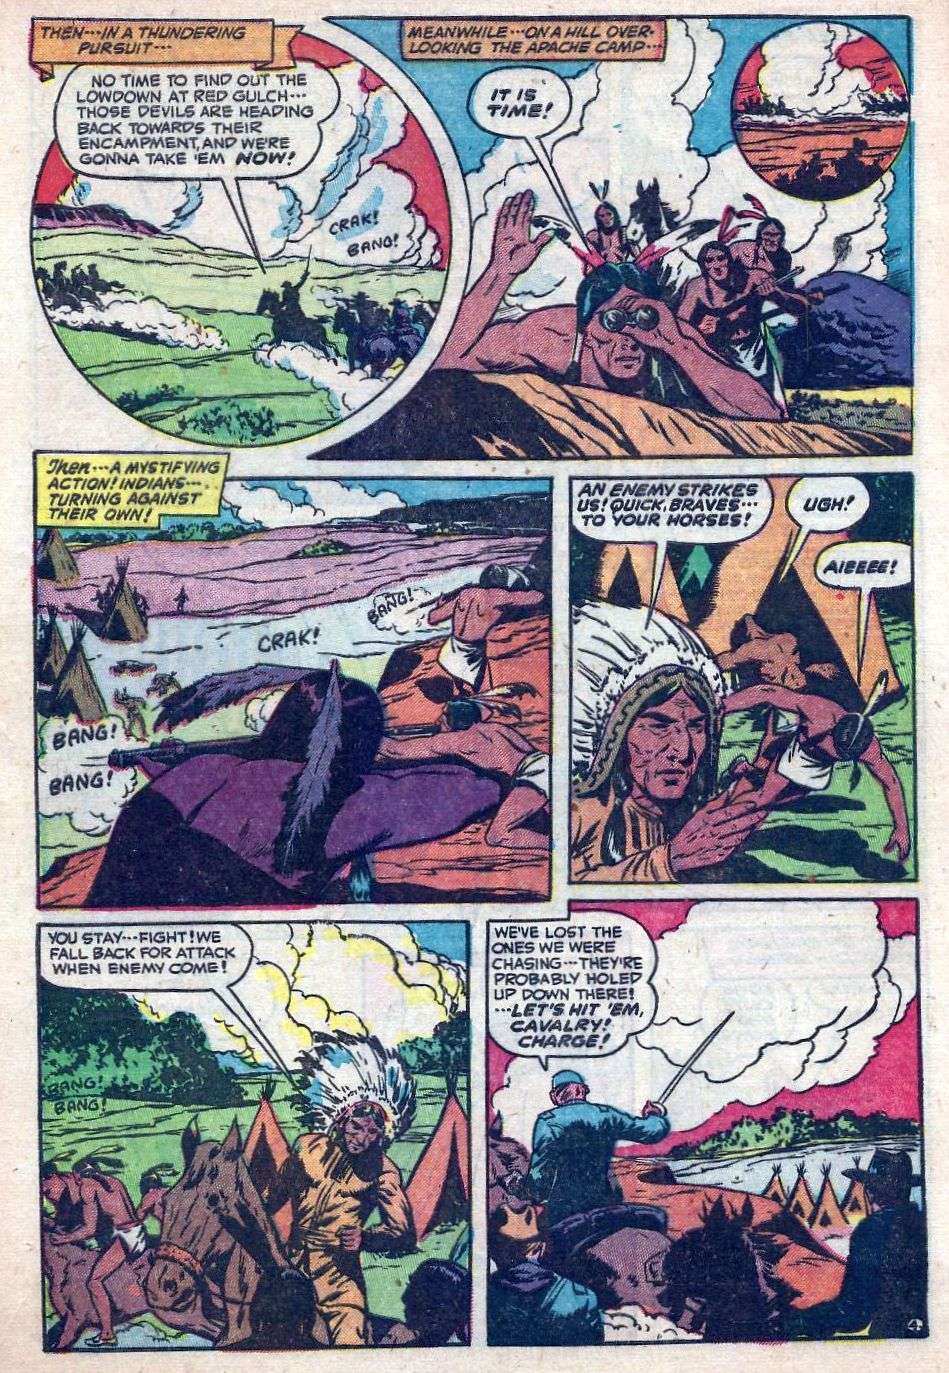 THEN---IN A THUNDERING
PURSUIT---
NO TIME TO FIND OUT THE
LOWDOWN AT RED GULCH---
THOSE DEVILS ARE HEADING
BACK TOWARDS THEIR
ENCAMPMENT, AND WE'RE
GONNA TAKE 'EM NOW!
CRAK!
BANG!
MEANWHILE---ON A HILL OVER-
LOOKING THE APACHE CAMP---
IT IS
TIME!
Then---A MYSTIFYING
ACTION! INDIANS---
TURNING AGAINST
THEIR OWN!
BANG!
CRAK!
BANG!
BANG!
AN ENEMY STRIKES
US! QUICK, BRAVES---
TO YOUR HORSES!
UGH!
AIEEEE!
YOU STAY---FIGHT! WE
FALL BACK FOR ATTACK
WHEN ENEMY COME!
BANG!
BANG!
WE'VE LOST THE
ONES WE WERE
CHASING---THEY'RE
PROBABLY HOLED
UP DOWN THERE!
---LET'S HIT 'EM,
CAVALRY!
CHARGE!
4